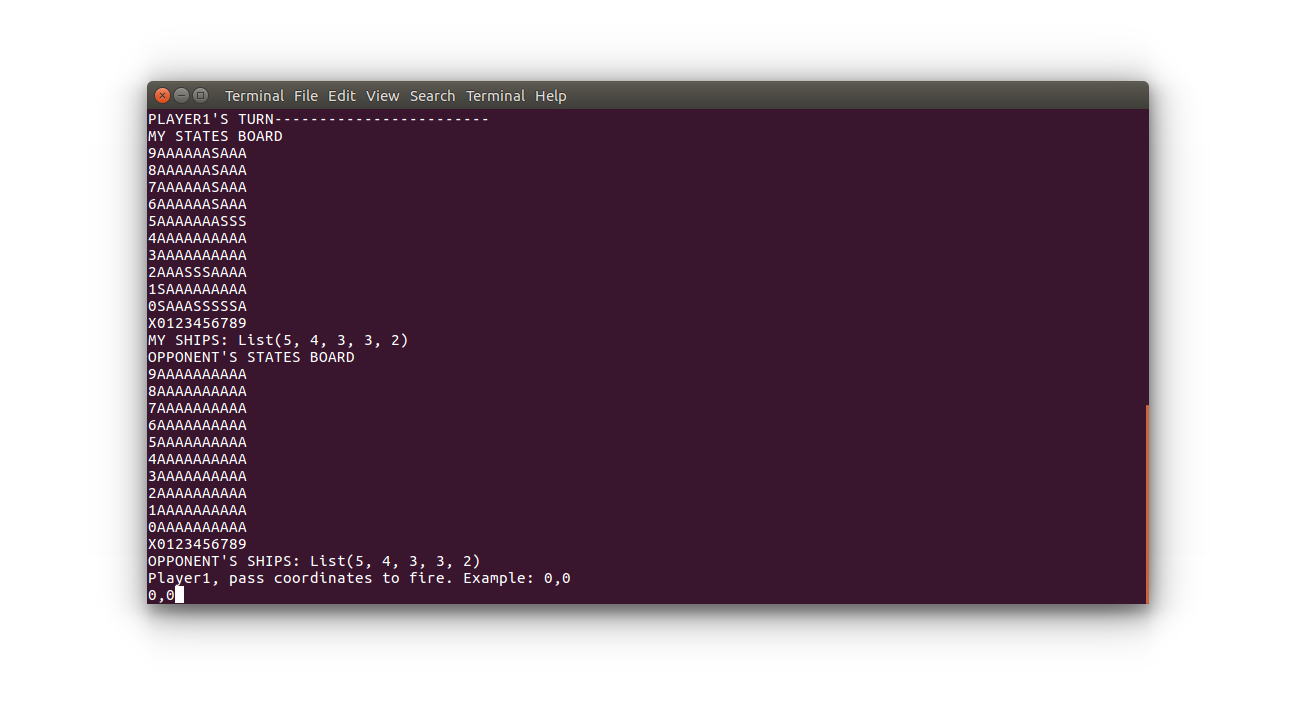 Terminal File Edit View Search Terminal Help
PLAYER1'S TURN------------------------
MY STATES BOARD
9AAAAAASAAA
8AAAAAASAAA
7AAAAAASAAA
6AAAAAASAAA
5AAAAAAASSS
4AAAAAAAAAA
3AAAAAAAAAA
2AAASSSAAAA
1SAAAAAAAAA
0SAAASSSSSA
X0123456789
MY SHIPS: List(5, 4, 3, 3, 2)
OPPONENT'S STATES BOARD
9AAAAAAAAAA
8AAAAAAAAAA
7AAAAAAAAAA
6AAAAAAAAAA
5AAAAAAAAAA
4AAAAAAAAAA
3AAAAAAAAAA
2AAAAAAAAAA
1AAAAAAAAAA
0AAAAAAAAAA
X0123456789
OPPONENT'S SHIPS: List(5, 4, 3, 3, 2)
Player1, pass coordinates to fire. Example: 0,0
0,0